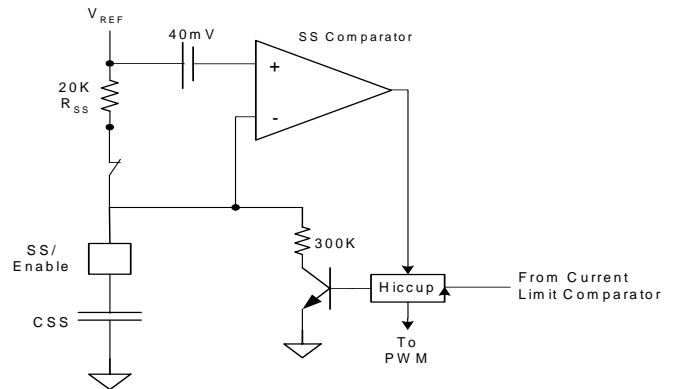 V REF
40mV
SS Comparator
20K
R SS
+
-
SS/
Enable
300K
CSS
Hiccup
From Current
Limit Comparator
To
PWM